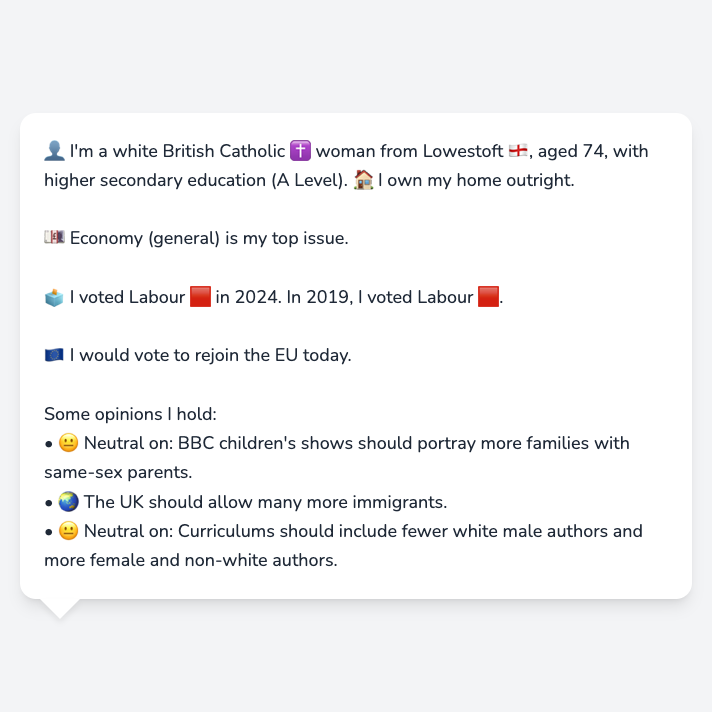 👤 I'm a white British Catholic ✝️ woman from Lowestoft 🏴󠁧󠁢󠁥󠁮󠁧󠁿, aged 74, with
higher secondary education (A Level). 🏠 I own my home outright.
💷 Economy (general) is my top issue.
🗳️ I voted Labour 🟥 in 2024. In 2019, I voted Labour 🟥.
🇪🇺 I would vote to rejoin the EU today.
Some opinions I hold:
• 😐 Neutral on: BBC children's shows should portray more families with
same-sex parents.
• 🌏 The UK should allow many more immigrants.
• 😐 Neutral on: Curriculums should include fewer white male authors and
more female and non-white authors.